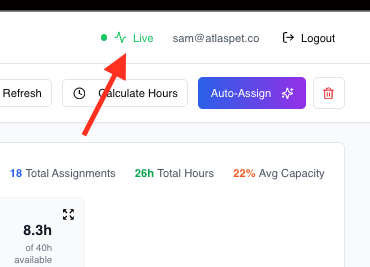 Live sam@atlaspet.co Logout
Refresh Calculate Hours Auto-Assign
18 Total Assignments 26h Total Hours 22% Avg Capacity
8.3h
of 40h
available